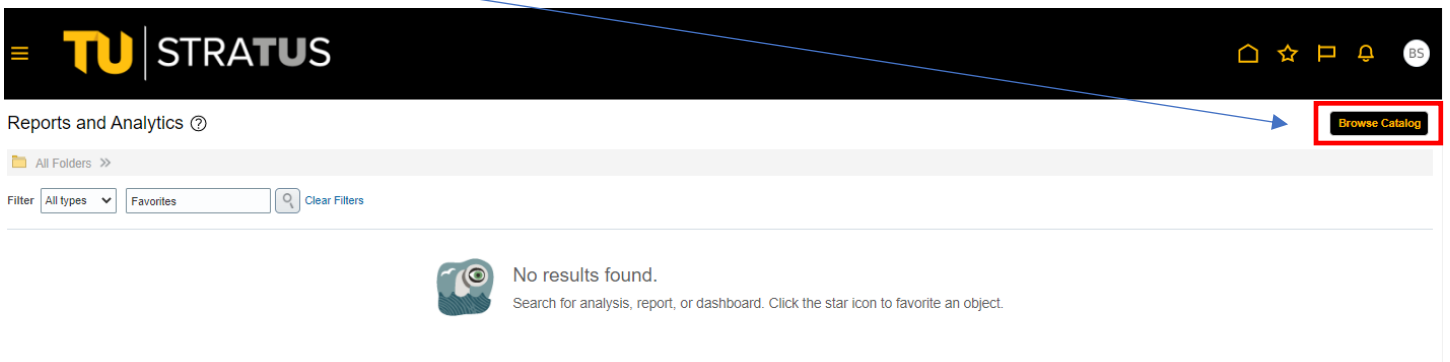 TU STRATUS
BS
Reports and Analytics ?
Browse Catalog
All Folders »
Filter All types Favorites Clear Filters
No results found.
Search for analysis, report, or dashboard. Click the star icon to favorite an object.